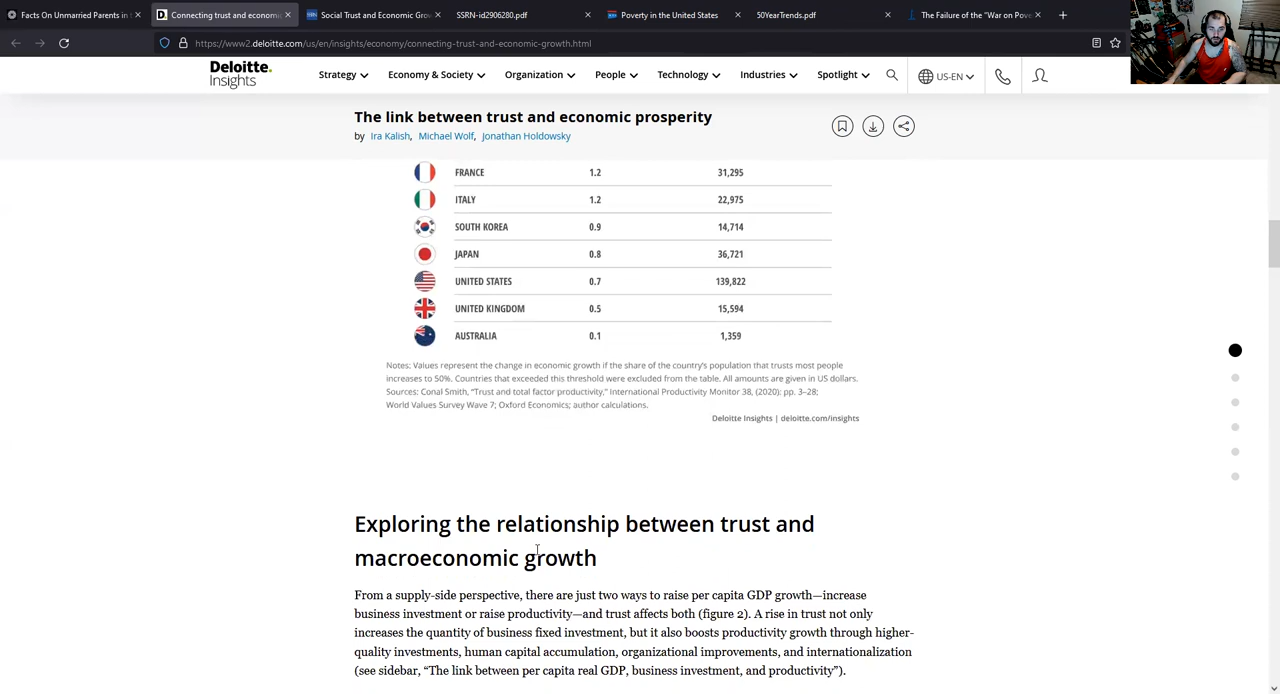 Facts On Unmarried Parents in t
Connecting trust and economi
Social Trust and Economic Grow
SSRN-id2906280.pdf
Poverty in the United States
50YearTrends.pdf
The Failure of the "War on Pove
https://www2.deloitte.com/us/en/insights/economy/connecting-trust-and-economic-growth.html
Deloitte.
Insights
Strategy
Economy & Society
Organization
People
Technology
Industries
Spotlight
US-EN
The link between trust and economic prosperity
by Ira Kalish, Michael Wolf, Jonathan Holdowsky
FRANCE 1.2 31,295
ITALY 1.2 22,975
SOUTH KOREA 0.9 14,714
JAPAN 0.8 36,721
UNITED STATES 0.7 139,822
UNITED KINGDOM 0.5 15,594
AUSTRALIA 0.1 1,359
Notes: Values represent the change in economic growth if the share of the country's population that trusts most people
increases to 50%. Countries that exceeded this threshold were excluded from the table. All amounts are given in US dollars.
Sources: Conal Smith, "Trust and total factor productivity," International Productivity Monitor 38, (2020): pp. 3–28;
World Values Survey Wave 7; Oxford Economics; author calculations.
Deloitte Insights | deloitte.com/insights
Exploring the relationship between trust and
macroeconomic growth
From a supply-side perspective, there are just two ways to raise per capita GDP growth—increase
business investment or raise productivity—and trust affects both (figure 2). A rise in trust not only
increases the quantity of business fixed investment, but it also boosts productivity growth through higher-
quality investments, human capital accumulation, organizational improvements, and internationalization
(see sidebar, "The link between per capita real GDP, business investment, and productivity").